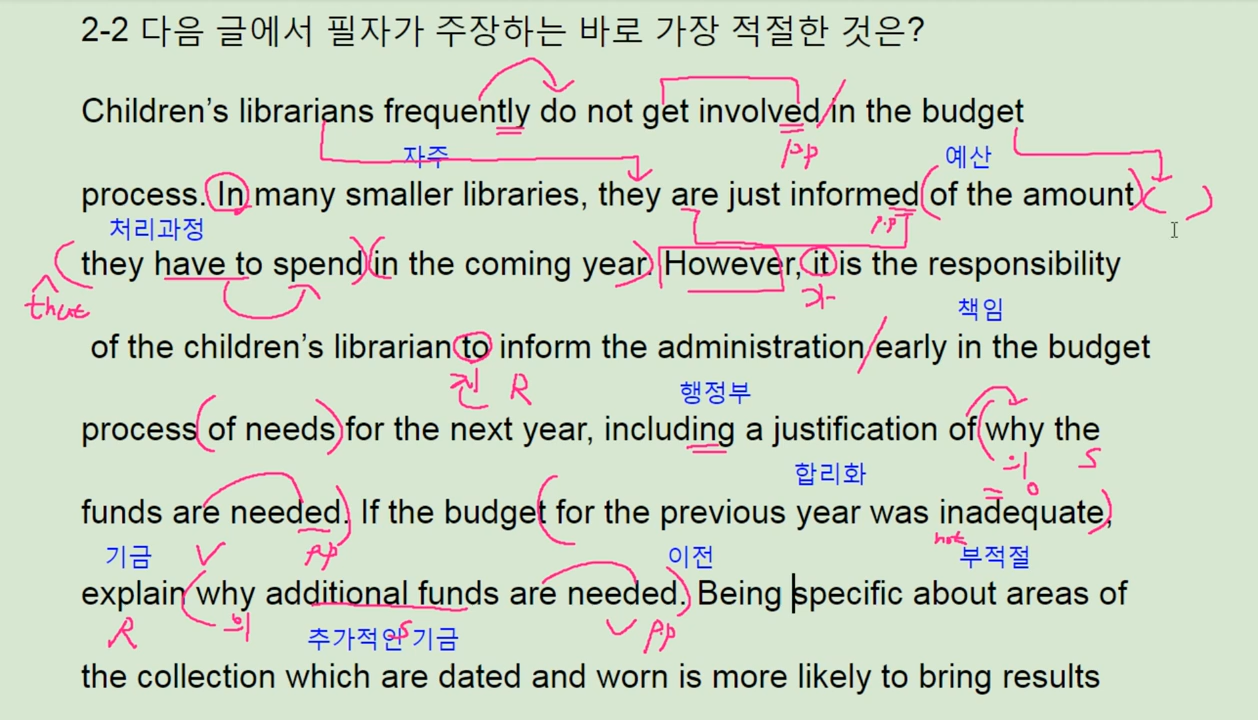 2-2 다음 글에서 필자가 주장하는 바로 가장 적절한 것은?
Children's librarians frequently do not get involved in the budget
자주 pp 예산
process. In many smaller libraries, they are just informed of the amount
처리과정 p.p
they have to spend in the coming year. However, it is the responsibility
that 가 책임
of the children's librarian to inform the administration early in the budget
진 R 행정부
process of needs for the next year, including a justification of why the
합리화 의 S
funds are needed. If the budget for the previous year was inadequate,
기금 V pp 이전 not 부적절
explain why additional funds are needed. Being specific about areas of
R 의 추가적인 기금 S V p.p
the collection which are dated and worn is more likely to bring results